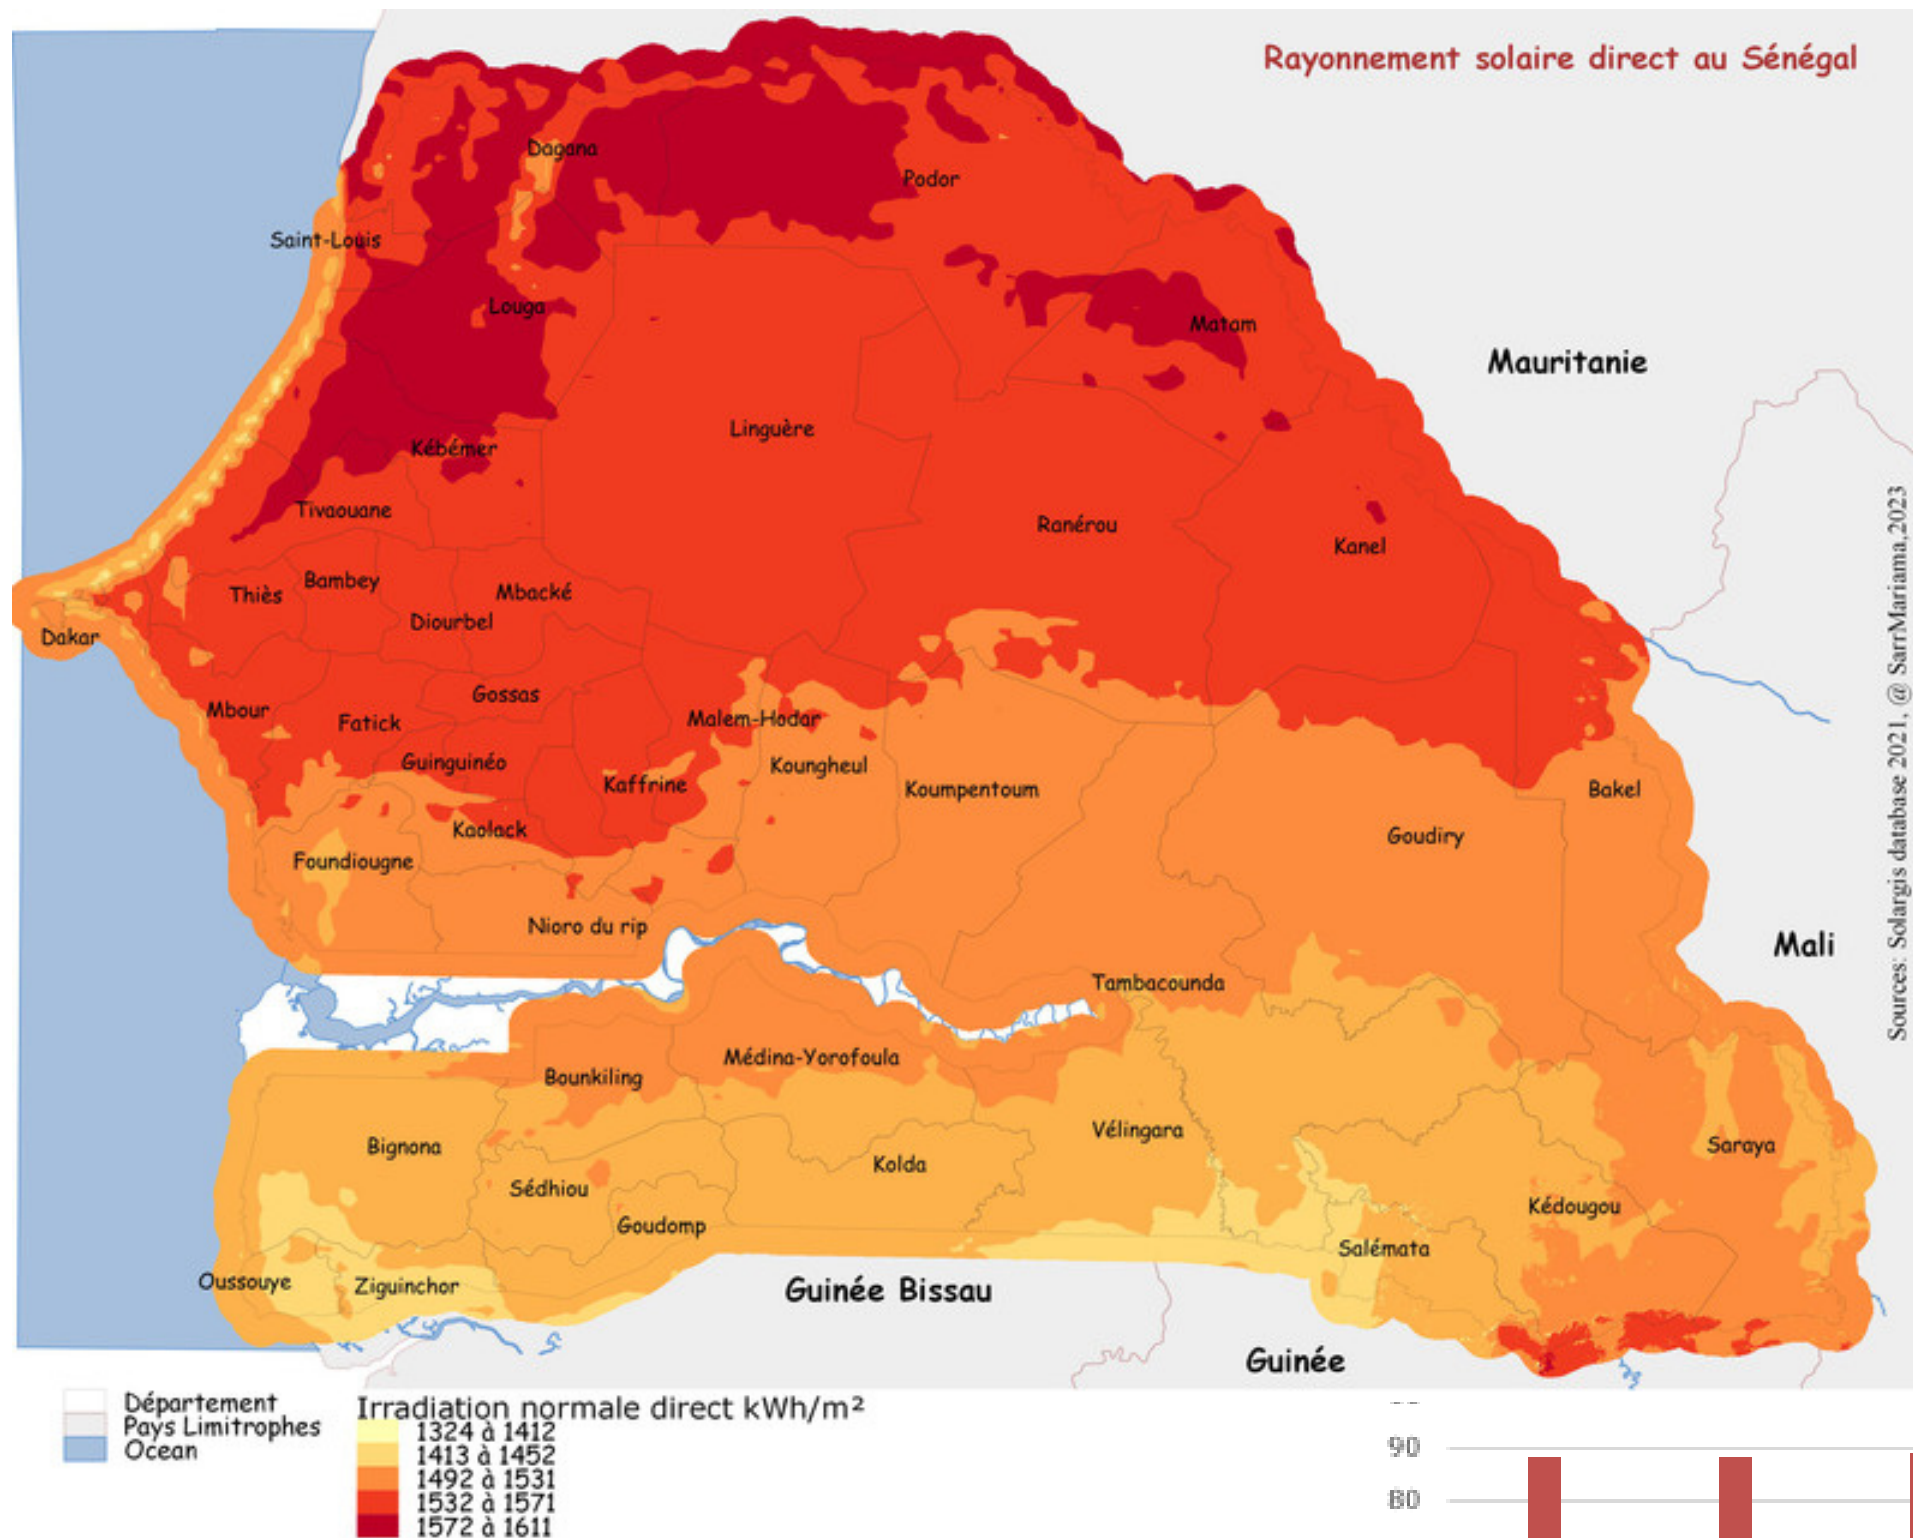 Rayonnement solaire direct au Sénégal
Dagana
Podor
Saint-Louis
Louga
Matam
Mauritanie
Linguère
Kébémer
Tivaouane
Ranérou
Kanel
Sources: Solargis database 2021, @ SarrMariama,2023
Thiès
Bambey
Mbacké
Diourbel
Dakar
Gossas
Mbour
Fatick
Malem-Hodar
Guinguinéo
Koungheul
Kaffrine
Koumpentoum
Bakel
Kaolack
Goudiry
Foundiougne
Nioro du rip
Mali
Tambacounda
Médina-Yorofoula
Bounkiling
Vélingara
Bignona
Saraya
Kolda
Sédhiou
Kédougou
Goudomp
Salémata
Oussouye
Ziguinchor
Guinée Bissau
Guinée
Département
Pays Limitrophes
Ocean
Irradiation normale direct kWh/m²
1324 à 1412
1413 à 1452
1492 à 1531
1532 à 1571
1572 à 1611
90
80